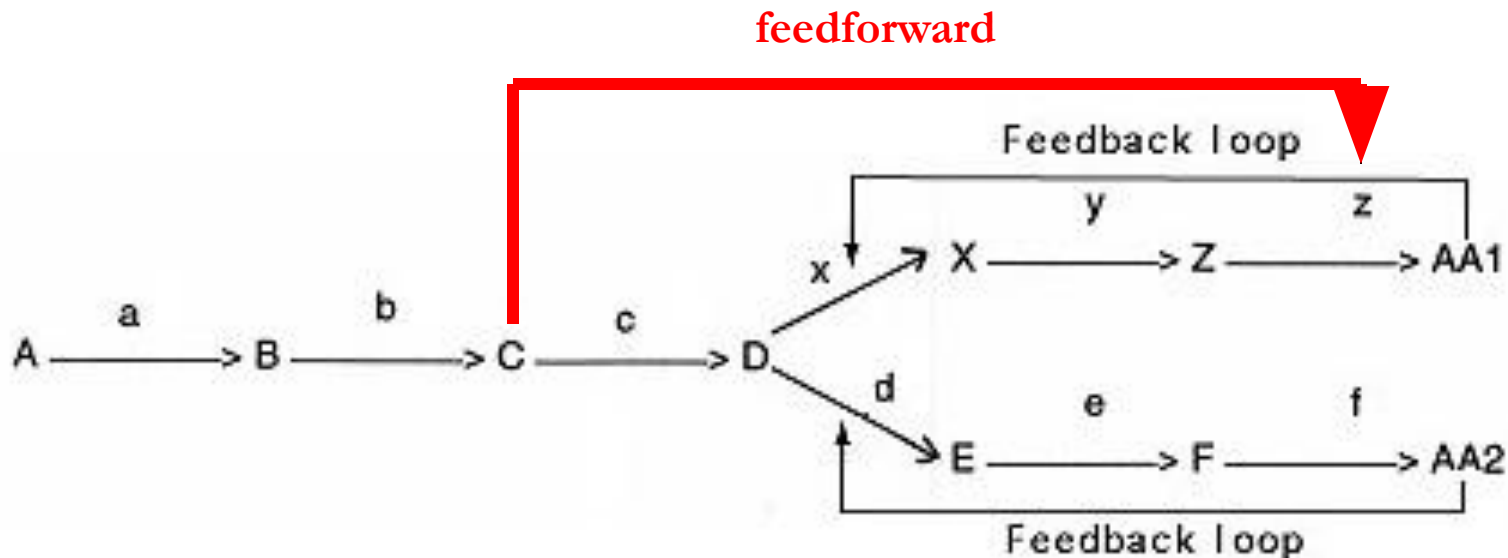 feedforward
Feedback loop
y z
x X Z AA1
a b c
A B C D
d e f
E F AA2
Feedback loop